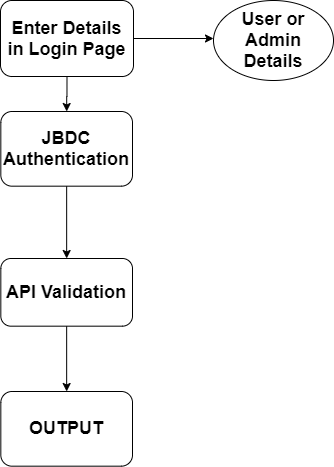 Enter Details
in Login Page
User or
Admin
Details
JBDC
Authentication
API Validation
OUTPUT